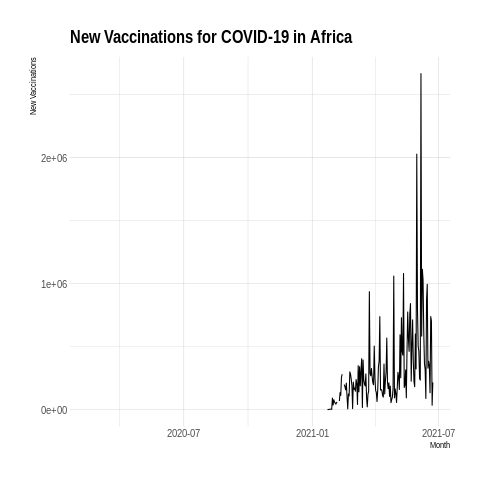 New Vaccinations for COVID-19 in Africa
New Vaccinations
2e+06
1e+06
0e+00
2020-07
2021-01
2021-07
Month